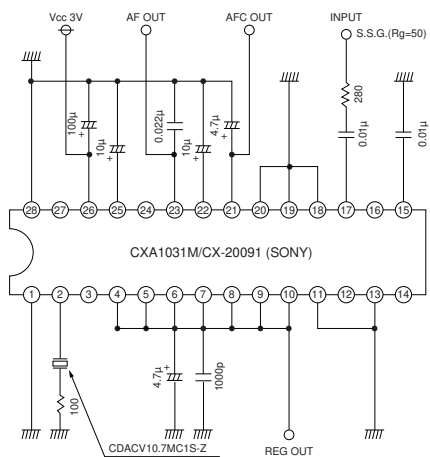 Vcc 3V
AF OUT
AFC OUT
INPUT
S.S.G.(Rg=50)
100μ
+
10μ
+
0.022μ
10μ
+
4.7μ
+
280
0.01μ
0.01μ
28 27 26 25 24 23 22 21 20 19 18 17 16 15
CXA1031M/CX-20091 (SONY)
1 2 3 4 5 6 7 8 9 10 11 12 13 14
4.7μ
+
1000p
100
CDACV10.7MC1S-Z
REG OUT